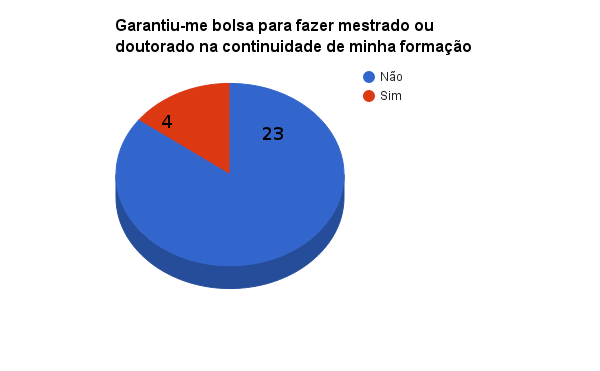 Garantiu-me bolsa para fazer mestrado ou
doutorado na continuidade de minha formação
Não
Sim
4
23